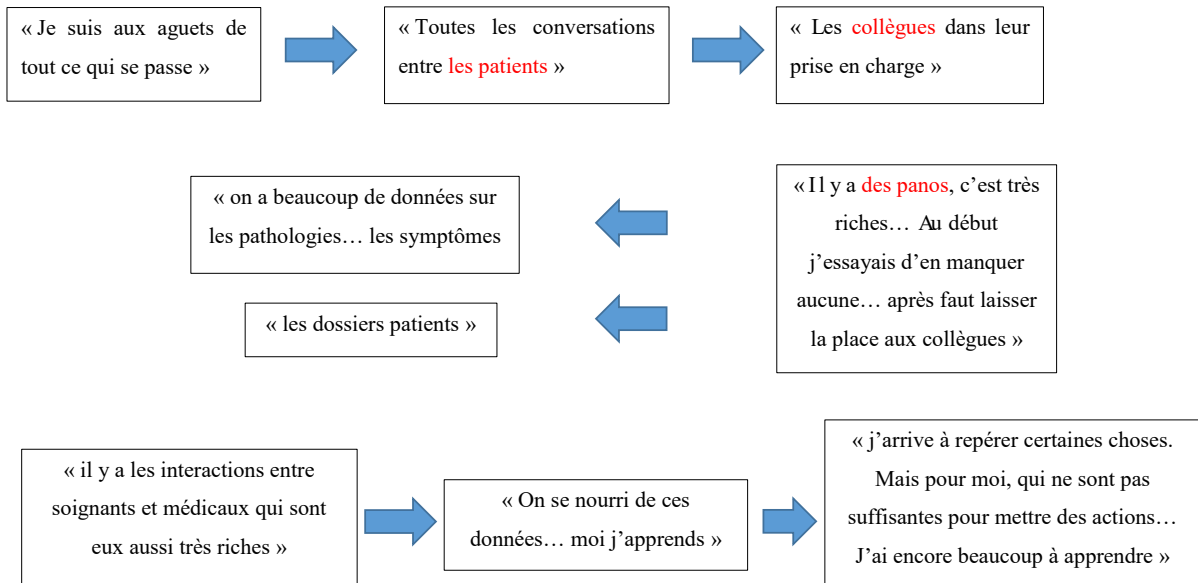 « Je suis aux aguets de
tout ce qui se passe »
« Toutes les conversations
entre les patients »
« Les collègues dans leur
prise en charge »
« Il y a des panos, c’est très
riches… Au début
j’essayais d’en manquer
aucune… après faut laisser
la place aux collègues »
« on a beaucoup de données sur
les pathologies… les symptômes
« les dossiers patients »
« il y a les interactions entre
soignants et médicaux qui sont
eux aussi très riches »
« On se nourri de ces
données… moi j’apprends »
« j’arrive à repérer certaines choses.
Mais pour moi, qui ne sont pas
suffisantes pour mettre des actions…
J’ai encore beaucoup à apprendre »